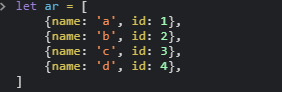 > let ar = [
{name: 'a', id: 1},
{name: 'b', id: 2},
{name: 'c', id: 3},
{name: 'd', id: 4},
]